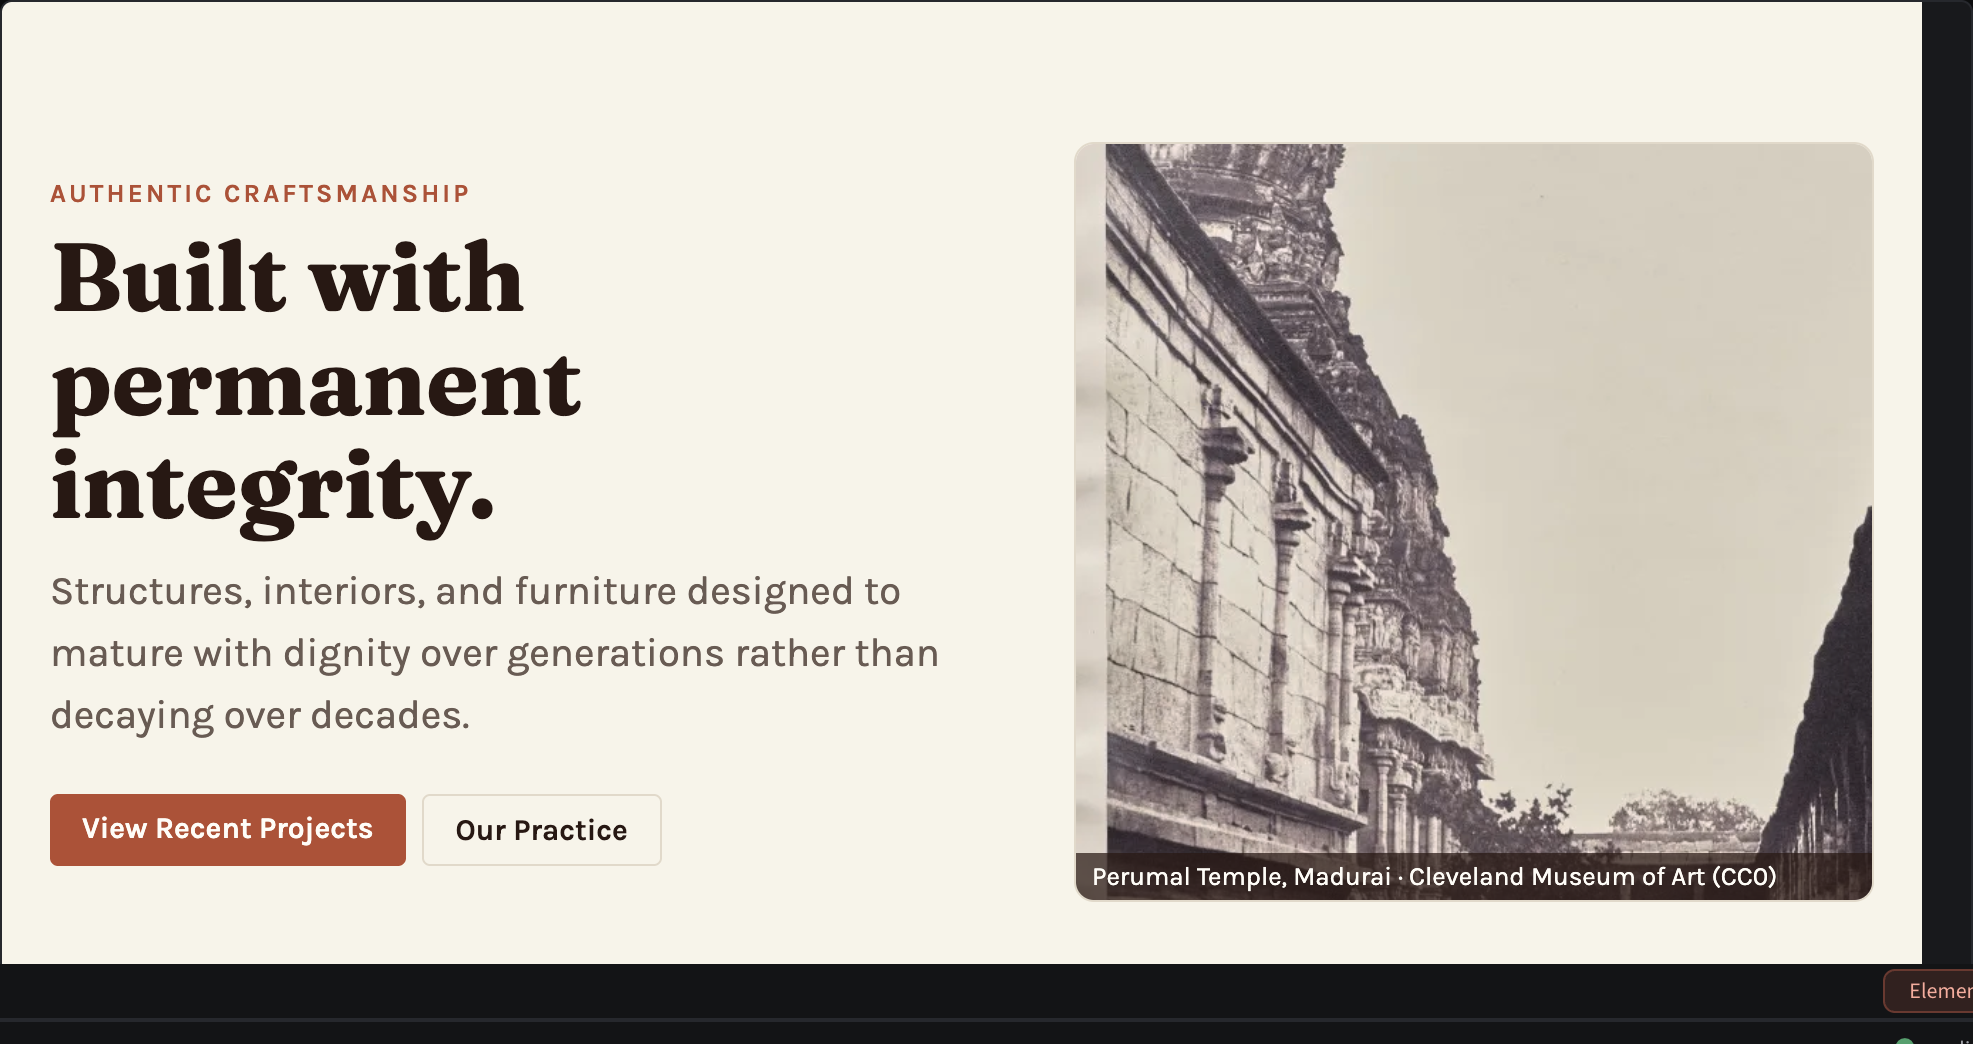 AUTHENTIC CRAFTSMANSHIP
Built with
permanent
integrity.
Structures, interiors, and furniture designed to
mature with dignity over generations rather than
decaying over decades.
View Recent Projects
Our Practice
Perumal Temple, Madurai · Cleveland Museum of Art (CC0)